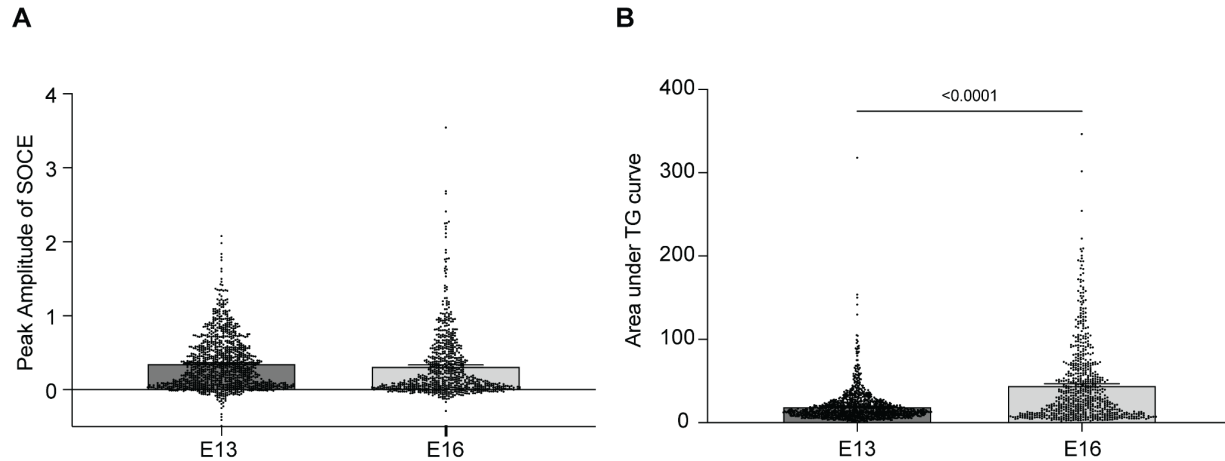 A
Peak Amplitude of SOCE
4
3
2
1
0
E13
E16
B
Area under TG curve
400
300
200
100
0
<0.0001
E13
E16